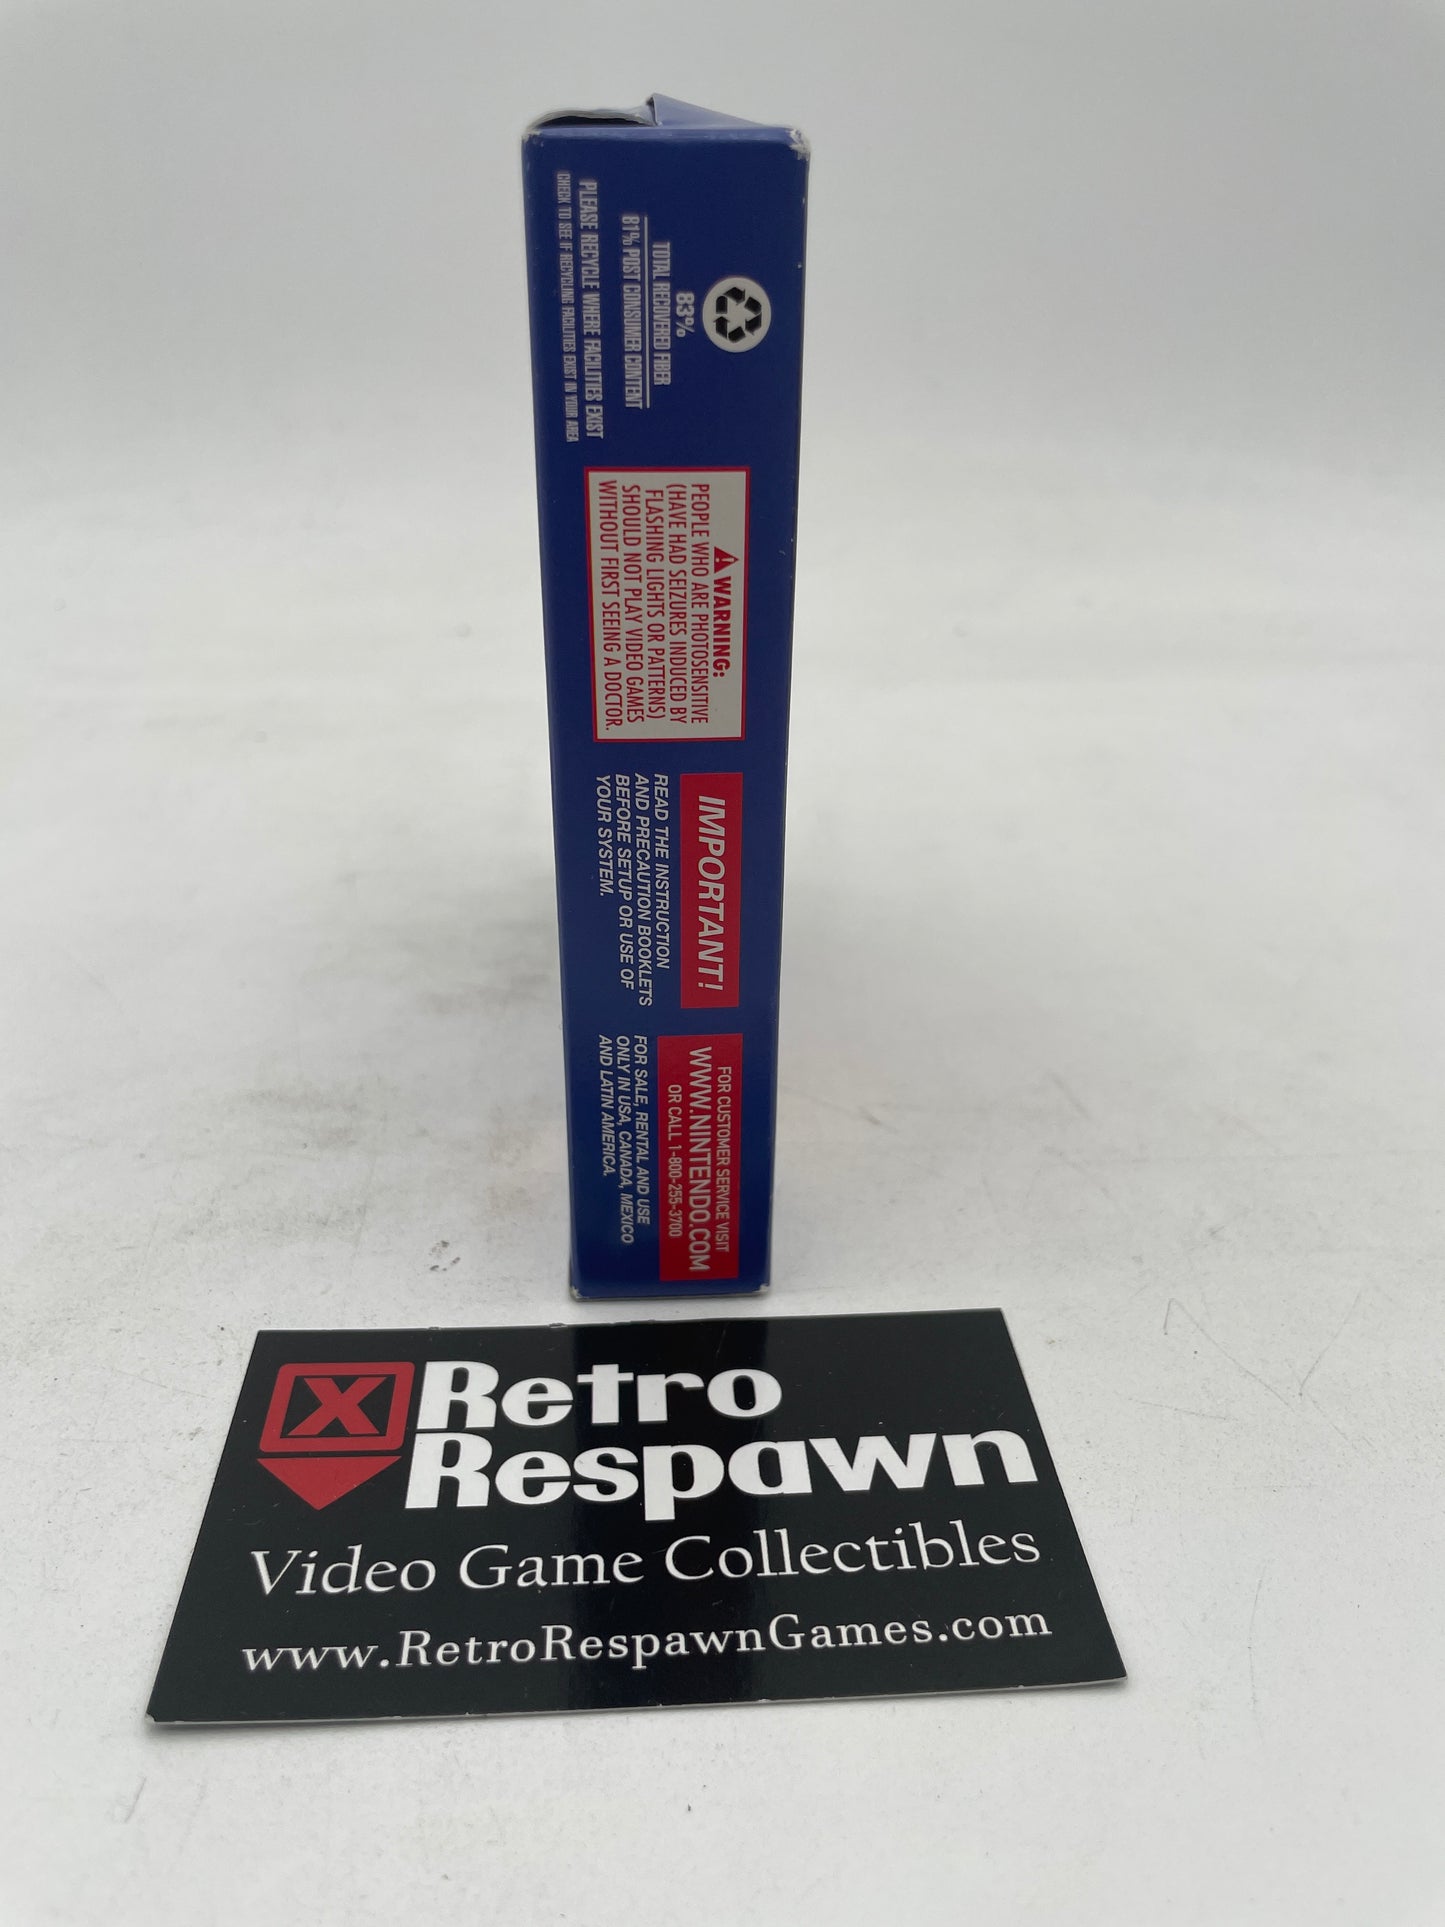 83%
TOTAL RECOVERED FIBER
81% POST CONSUMER CONTENT
PLEASE RECYCLE WHERE FACILITIES EXIST
CHECK TO SEE IF RECYCLING FACILITIES EXIST IN YOUR AREA
WARNING:
PEOPLE WHO ARE PHOTOSENSITIVE
(HAVE HAD SEIZURES INDUCED BY
FLASHING LIGHTS OR PATTERNS)
SHOULD NOT PLAY VIDEO GAMES
WITHOUT FIRST SEEING A DOCTOR.
IMPORTANT!
READ THE INSTRUCTION
AND PRECAUTION BOOKLETS
BEFORE SETUP OR USE OF
YOUR SYSTEM.
FOR CUSTOMER SERVICE VISIT
WWW.NINTENDO.COM
OR CALL 1-800-255-3700
FOR SALE, RENTAL AND USE
ONLY IN USA, CANADA, MEXICO
AND LATIN AMERICA.
X
Retro
Respawn
Video Game Collectibles
www.RetroRespawnGames.com